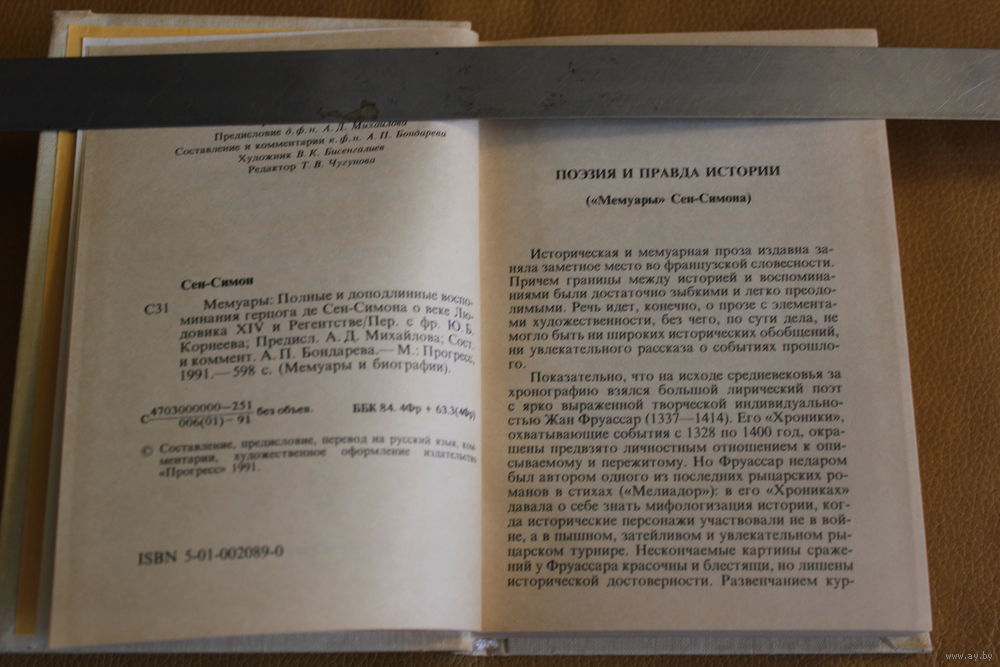 Предисловие д.ф.н. А. Д. Михайлова
Составление и комментарии к.ф.н. А. П. Бондарева
Художник В. К. Бисенгалиев
Редактор Т. В. Чугунова
Сен-Симон
С31
Мемуары: Полные и доподлинные воспо-
минания герцога де Сен-Симона о веке Лю-
довика XIV и Регентстве/Пер. с фр. Ю. Б.
Корнеева; Предисл. А. Д. Михайлова; Сост.
и коммент. А. П. Бондарева.— М.: Прогресс,
1991.— 598 с. (Мемуары и биографии).
С 4703000000—251
006(01)—91
без объяв.
ББК 84. 4Фр + 63.3(4Фр)
© Составление, предисловие, перевод на русский язык, ком-
ментарии, художественное оформление издательство
«Прогресс» 1991.
ISBN 5-01-002089-0
ПОЭЗИЯ И ПРАВДА ИСТОРИИ
(«Мемуары» Сен-Симона)
Историческая и мемуарная проза издавна за-
няла заметное место во французской словесности.
Причем границы между историей и воспомина-
ниями были достаточно зыбкими и легко преодо-
лимыми. Речь идет, конечно, о прозе с элемента-
ми художественности, без чего, по сути дела, не
могло быть ни широких исторических обобщений,
ни увлекательного рассказа о событиях прошло-
го.
Показательно, что на исходе средневековья за
хронографию взялся большой лирический поэт
с ярко выраженной творческой индивидуально-
стью Жан Фруассар (1337—1414). Его «Хроники»,
охватывающие события с 1328 по 1400 год, окра-
шены предвзято личностным отношением к опи-
сываемому и пережитому. Но Фруассар недаром
был автором одного из последних рыцарских ро-
манов в стихах («Мелиадор»): в его «Хрониках»
давала о себе знать мифологизация истории, ког-
да исторические персонажи участвовали не в вой-
не, а в пышном, затейливом и увлекательном ры-
царском турнире. Нескончаемые картины сраже-
ний у Фруассара красочны и блестящи, но лишены
исторической достоверности. Развенчанием кур-
www.ay.by